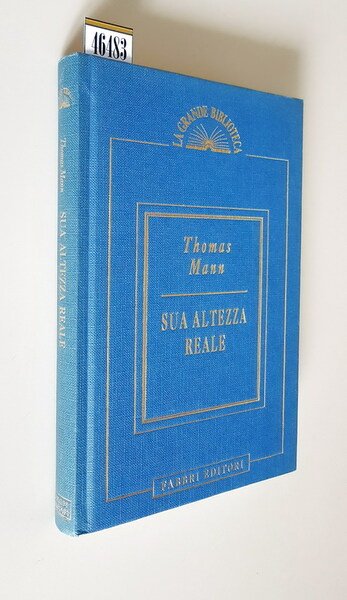 46483
LA GRANDE BIBLIOTECA
Thomas
Mann
SUA ALTEZZA
REALE
FABBRI EDITORI
Thomas Mann
SUA ALTEZZA REALE